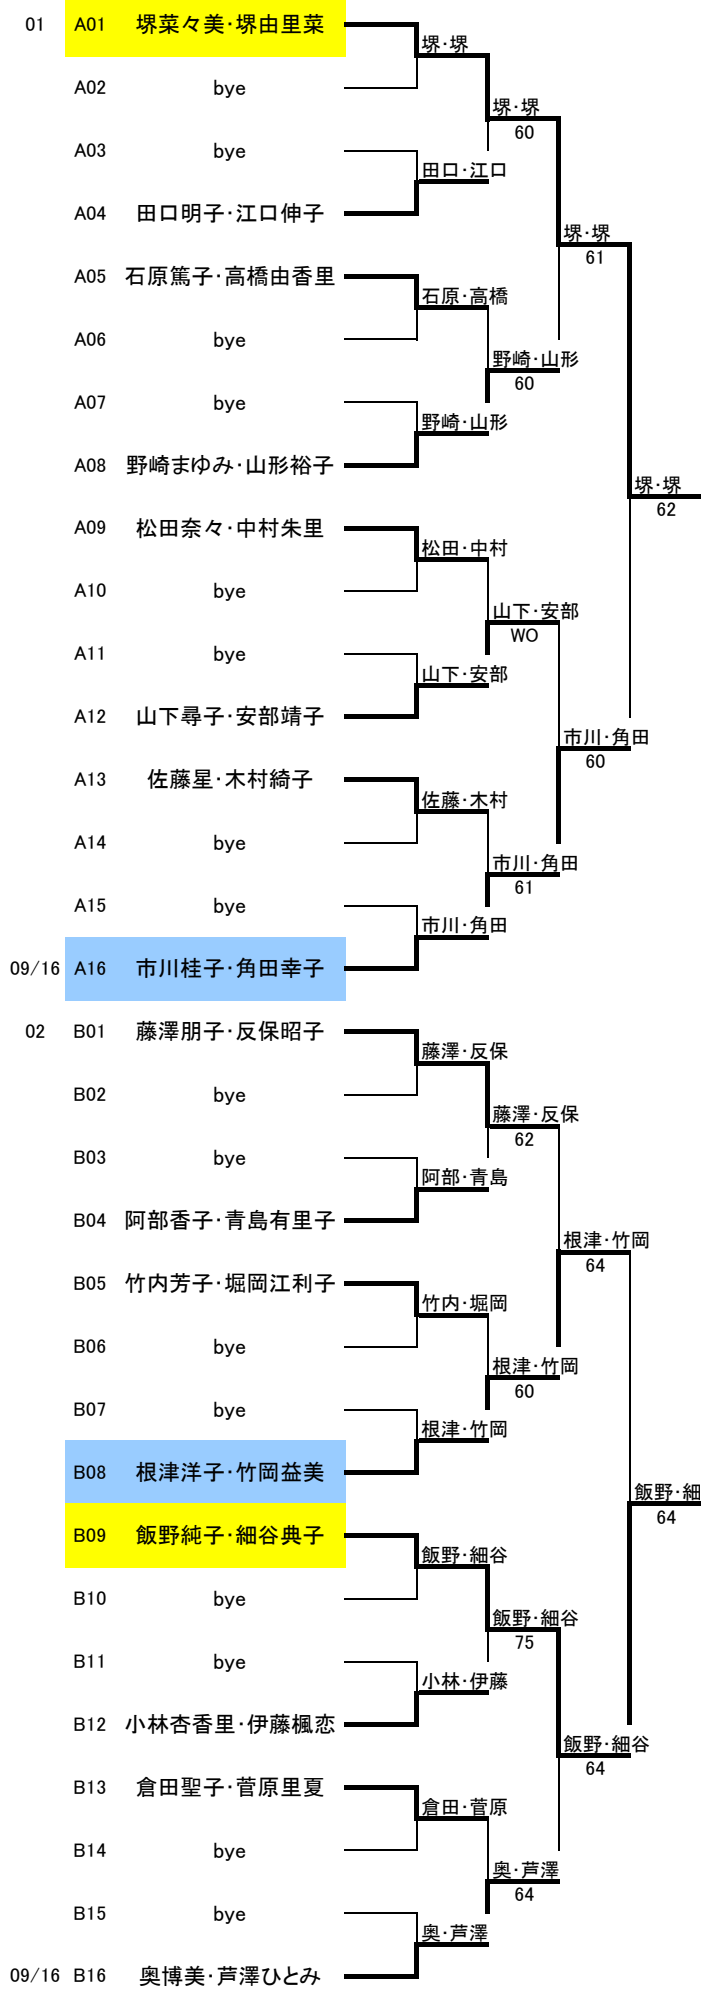 01 A01 堺菜々美･堺由里菜
堺･堺
A02 bye
堺･堺
60
A03 bye
田口･江口
A04 田口明子･江口伸子
堺･堺
61
A05 石原篤子･高橋由香里
石原･高橋
A06 bye
野崎･山形
60
A07 bye
野崎･山形
A08 野崎まゆみ･山形裕子
堺･堺
62
A09 松田奈々･中村朱里
松田･中村
A10 bye
山下･安部
WO
A11 bye
山下･安部
A12 山下尋子･安部靖子
市川･角田
60
A13 佐藤星･木村綺子
佐藤･木村
A14 bye
市川･角田
61
A15 bye
市川･角田
09/16 A16 市川桂子･角田幸子
02 B01 藤澤朋子･反保昭子
藤澤･反保
B02 bye
藤澤･反保
62
B03 bye
阿部･青島
B04 阿部香子･青島有里子
根津･竹岡
64
B05 竹内芳子･堀岡江利子
竹内･堀岡
B06 bye
根津･竹岡
60
B07 bye
根津･竹岡
B08 根津洋子･竹岡益美
飯野･細
64
B09 飯野純子･細谷典子
飯野･細谷
B10 bye
飯野･細谷
75
B11 bye
小林･伊藤
B12 小林杏香里･伊藤楓恋
飯野･細谷
64
B13 倉田聖子･菅原里夏
倉田･菅原
B14 bye
奥･芦澤
64
B15 bye
奥･芦澤
09/16 B16 奥博美･芦澤ひとみ